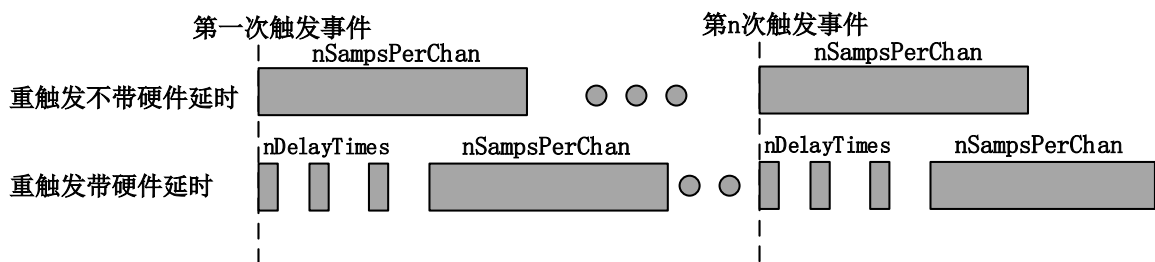 第一次触发事件
第n次触发事件
nSampsPerChan
nSampsPerChan
重触发不带硬件延时
nDelayTimes
nSampsPerChan
nDelayTimes
nSampsPerChan
重触发带硬件延时